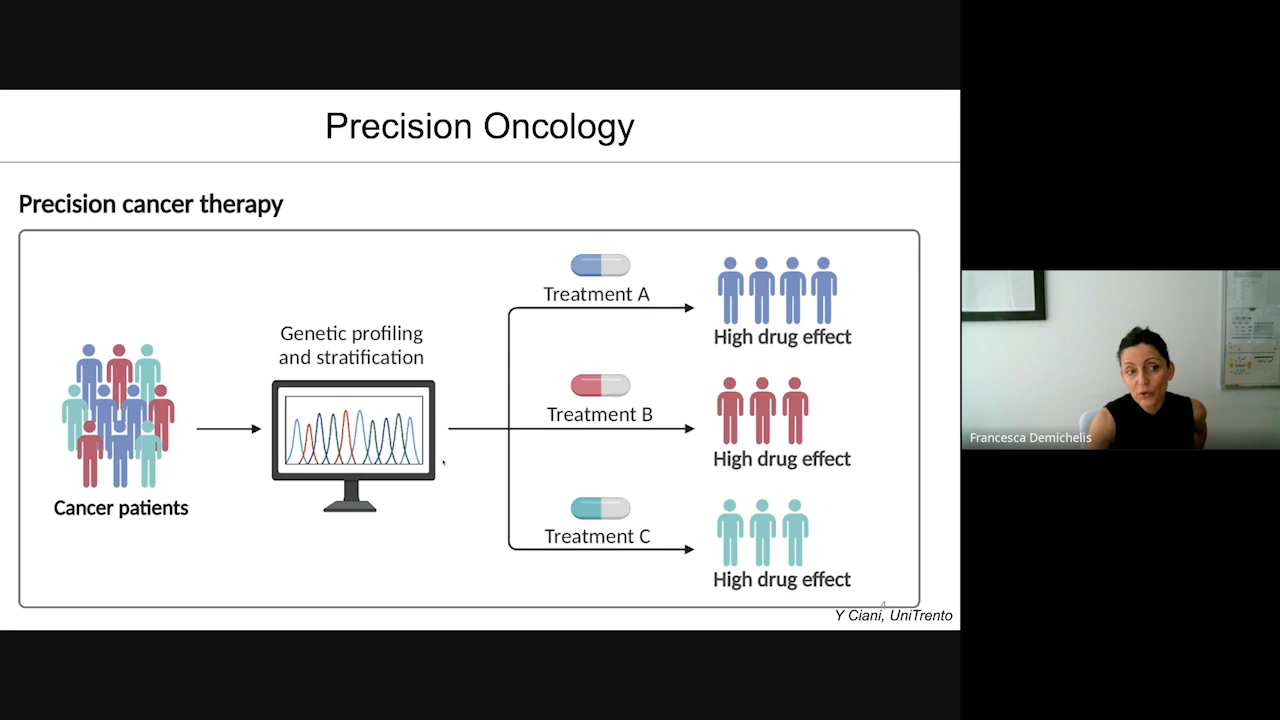 Precision Oncology
Precision cancer therapy
Genetic profiling
and stratification
Cancer patients
Treatment A
High drug effect
Treatment B
High drug effect
Treatment C
High drug effect
4
Y Ciani, UniTrento
Francesca Demichelis